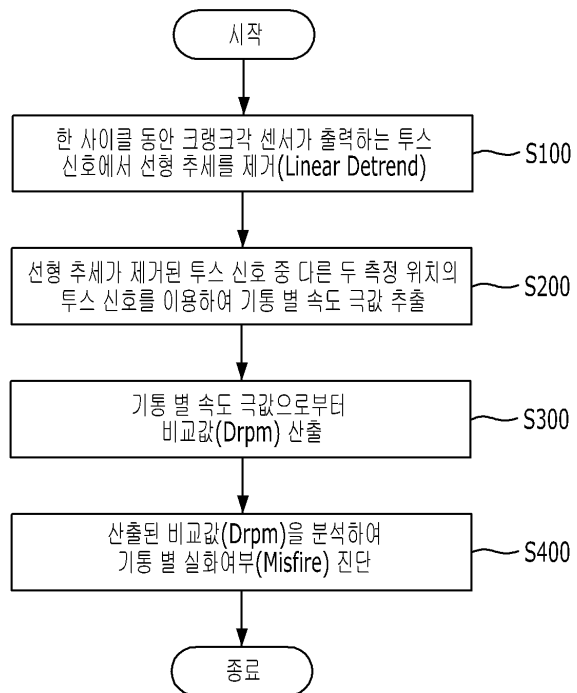 시작
한 사이클 동안 크랭크각 센서가 출력하는 투스
신호에서 선형 추세를 제거(Linear Detrend)
S100
선형 추세가 제거된 투스 신호 중 다른 두 측정 위치의
투스 신호를 이용하여 기통 별 속도 극값 추출
S200
기통 별 속도 극값으로부터
비교값(Drpm) 산출
S300
산출된 비교값(Drpm)을 분석하여
기통 별 실화여부(Misfire) 진단
S400
종료